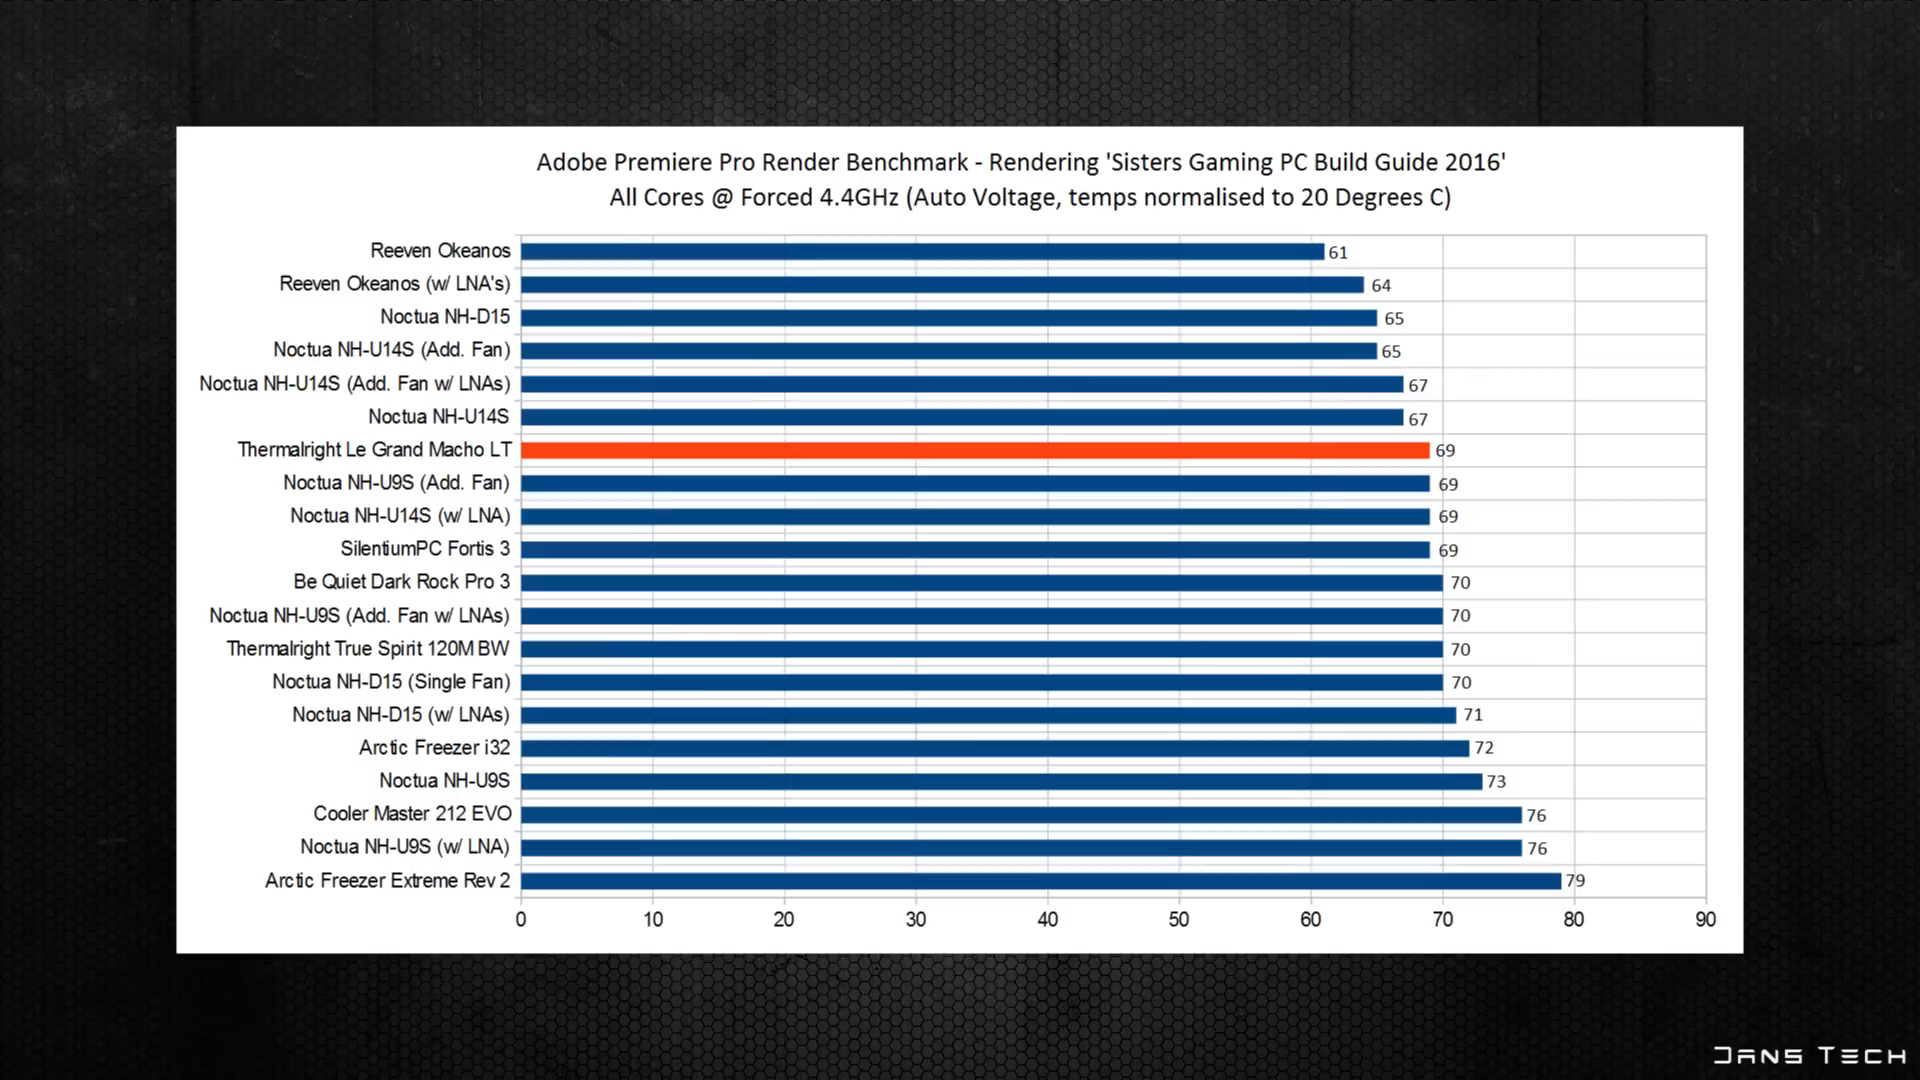 Adobe Premiere Pro Render Benchmark - Rendering 'Sisters Gaming PC Build Guide 2016'
All Cores @ Forced 4.4GHz (Auto Voltage, temps normalised to 20 Degrees C)
Reeven Okeanos 61
Reeven Okeanos (w/ LNA's) 64
Noctua NH-D15 65
Noctua NH-U14S (Add. Fan) 65
Noctua NH-U14S (Add. Fan w/ LNAs) 67
Noctua NH-U14S 67
Thermalright Le Grand Macho LT 69
Noctua NH-U9S (Add. Fan) 69
Noctua NH-U14S (w/ LNA) 69
SilentiumPC Fortis 3 69
Be Quiet Dark Rock Pro 3 70
Noctua NH-U9S (Add. Fan w/ LNAs) 70
Thermalright True Spirit 120M BW 70
Noctua NH-D15 (Single Fan) 70
Noctua NH-D15 (w/ LNAs) 71
Arctic Freezer i32 72
Noctua NH-U9S 73
Cooler Master 212 EVO 76
Noctua NH-U9S (w/ LNA) 76
Arctic Freezer Extreme Rev 2 79
0 10 20 30 40 50 60 70 80 90
DANS TECH